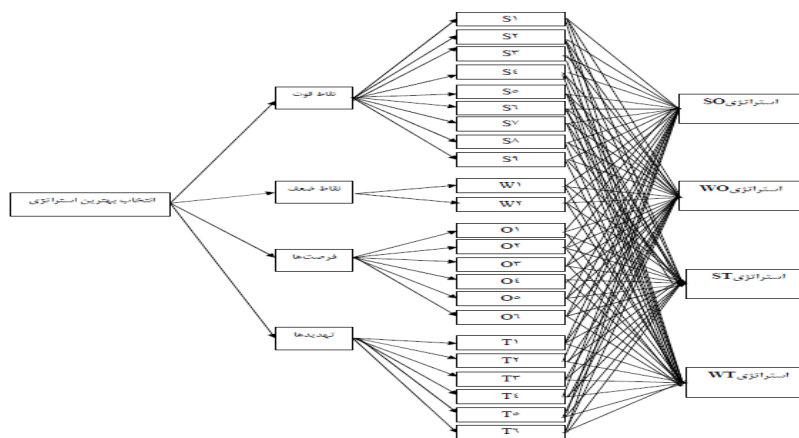 انتخاب بهترین استراتژی
نقاط قوت
نقاط ضعف
فرصت‌ها
تهدیدها
S۱
S۲
S۳
S۴
S۵
S۶
S۷
S۸
S۹
W۱
W۲
O۱
O۲
O۳
O۴
O۵
O۶
T۱
T۲
T۳
T۴
T۵
T۶
استراتژی SO
استراتژی WO
استراتژی ST
استراتژی WT